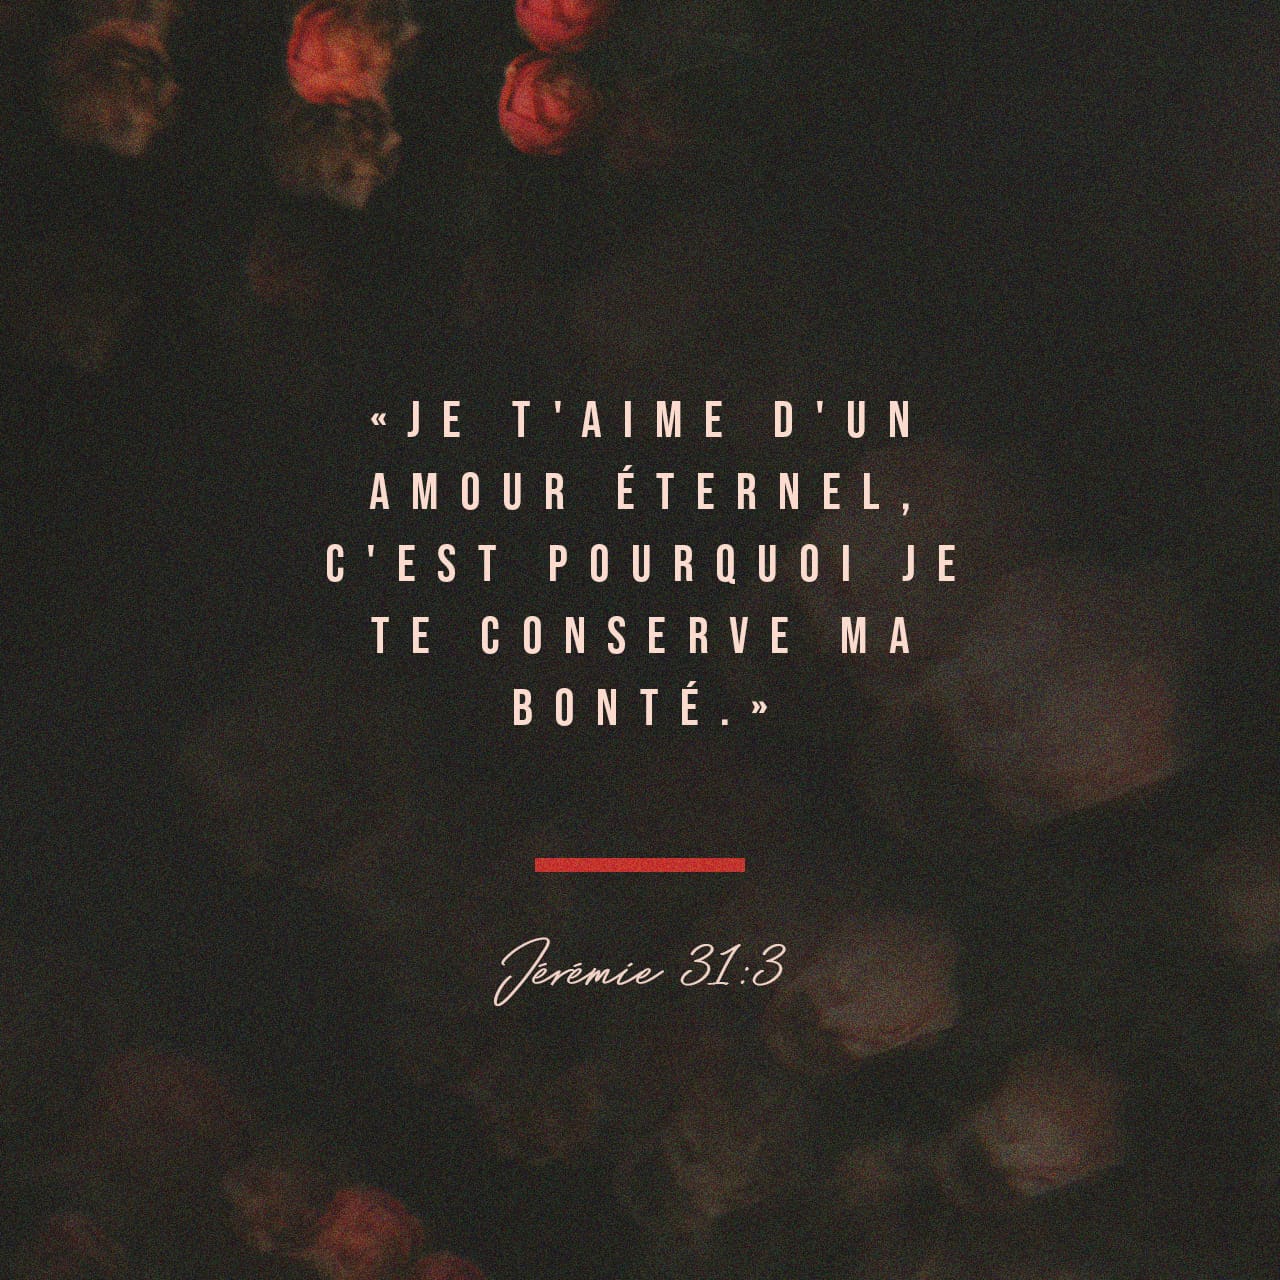 «JE T'AIME D'UN
AMOUR ÉTERNEL,
C'EST POURQUOI JE
TE CONSERVE MA
BONTÉ.»
Jérémie 31:3